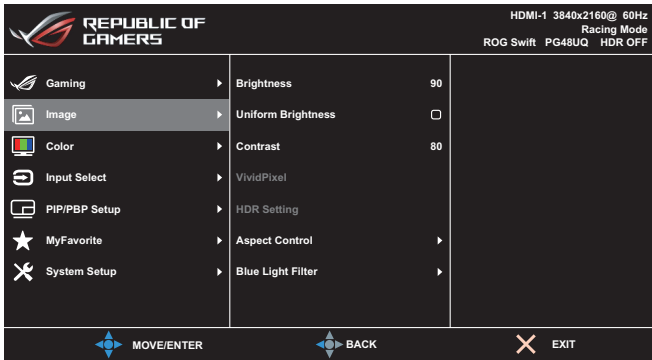 REPUBLIC OF
GAMERS
HDMI-1 3840x2160@ 60Hz
Racing Mode
ROG Swift PG48UQ HDR OFF
Gaming
Image
Color
Input Select
PIP/PBP Setup
MyFavorite
System Setup
Brightness 90
Uniform Brightness
Contrast 80
VividPixel
HDR Setting
Aspect Control
Blue Light Filter
MOVE/ENTER
BACK
EXIT